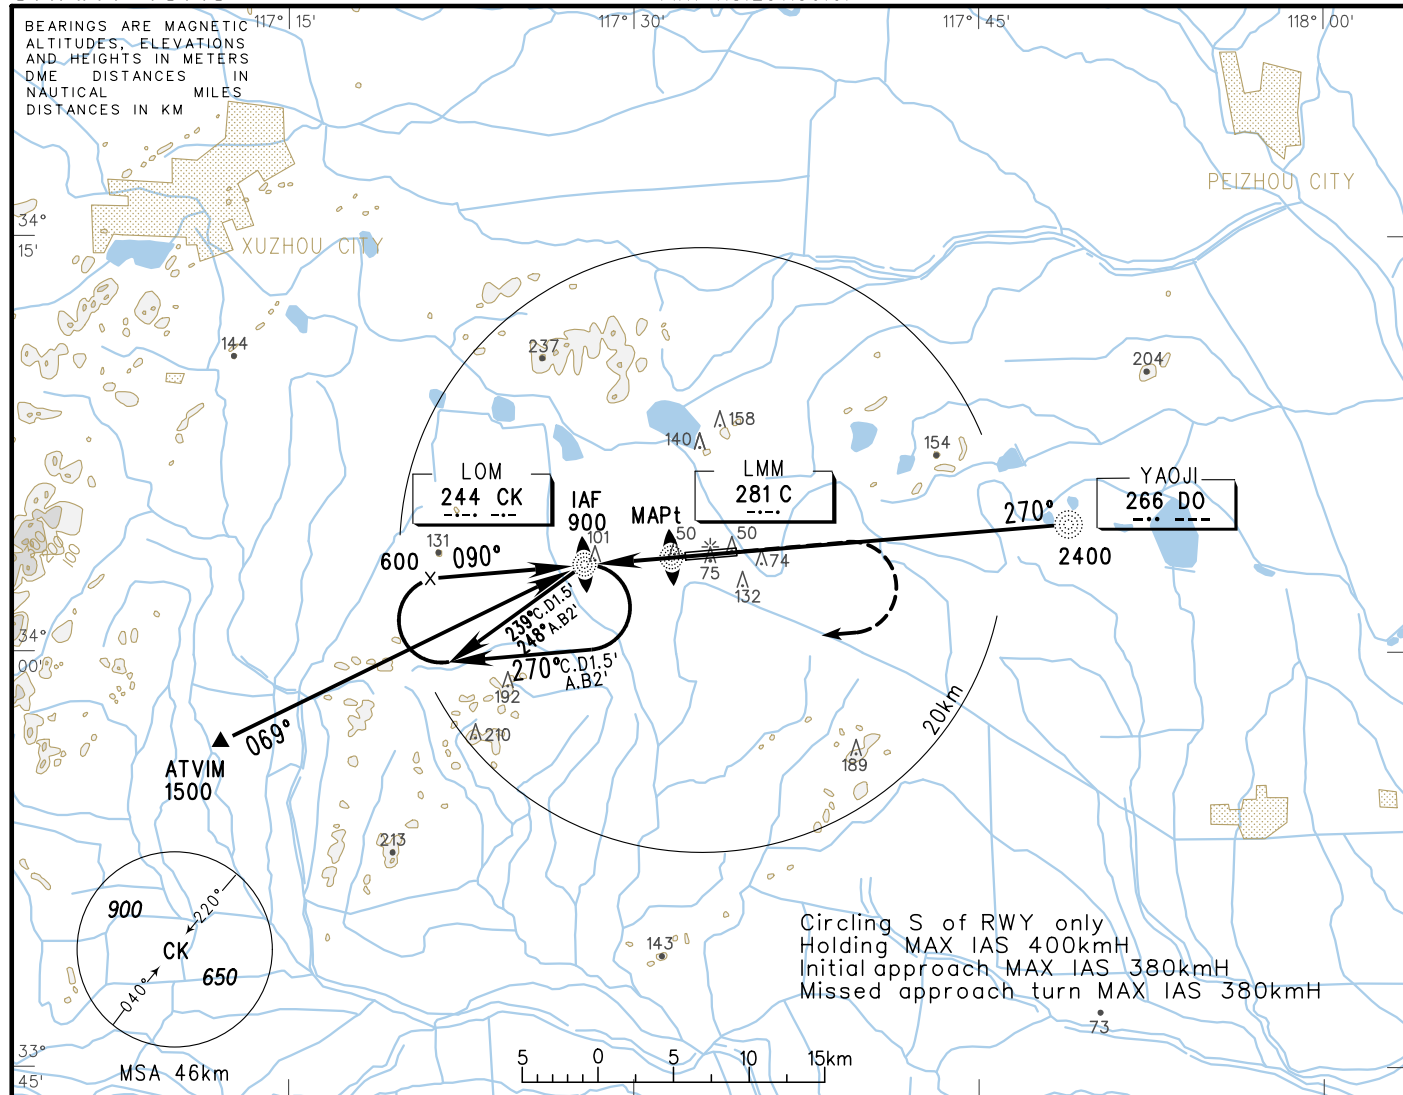 BEARINGS ARE MAGNETIC
ALTITUDES, ELEVATIONS
AND HEIGHTS IN METERS
DME DISTANCES IN
NAUTICAL MILES
DISTANCES IN KM
117°15'
117°30'
117°45'
118°00'
PEIZHOU CITY
34°
15'
XUZHOU CITY
144
237
204
158
140
154
LOM
244 CK
IAF
900
MAPt
LMM
281 C
YAOJI
266 DO
270°
2400
131
101
50
50
600
090°
75
74
132
239°C.D1.5'
248°A.B2'
34°
00'
270°C.D1.5'
A.B2'
192
210
20km
189
069°
ATVIM
1500
213
900
220°
CK
650
040°
MSA 46km
143
Circling S of RWY only
Holding MAX IAS 400kmH
Initial approach MAX IAS 380kmH
Missed approach turn MAX IAS 380kmH
73
33°
45'
5 0 5 10 15km